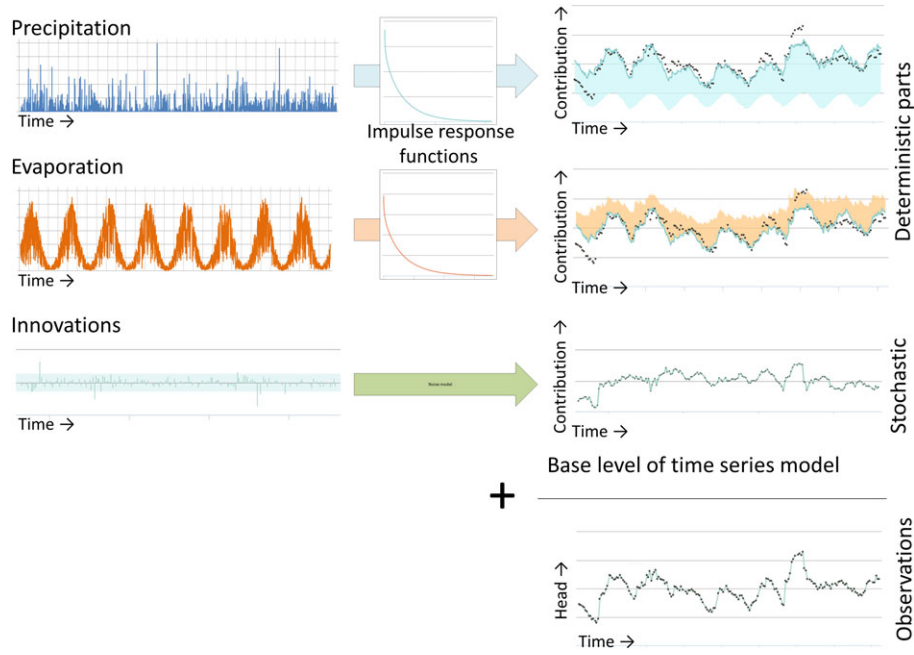 Precipitation
Time →
Contribution →
Time →
Impulse response
functions
Evaporation
Time →
Contribution →
Time →
Deterministic parts
Innovations
Time →
Noise model
Contribution →
Time →
Stochastic
Base level of time series model
+
Head →
Time →
Observations